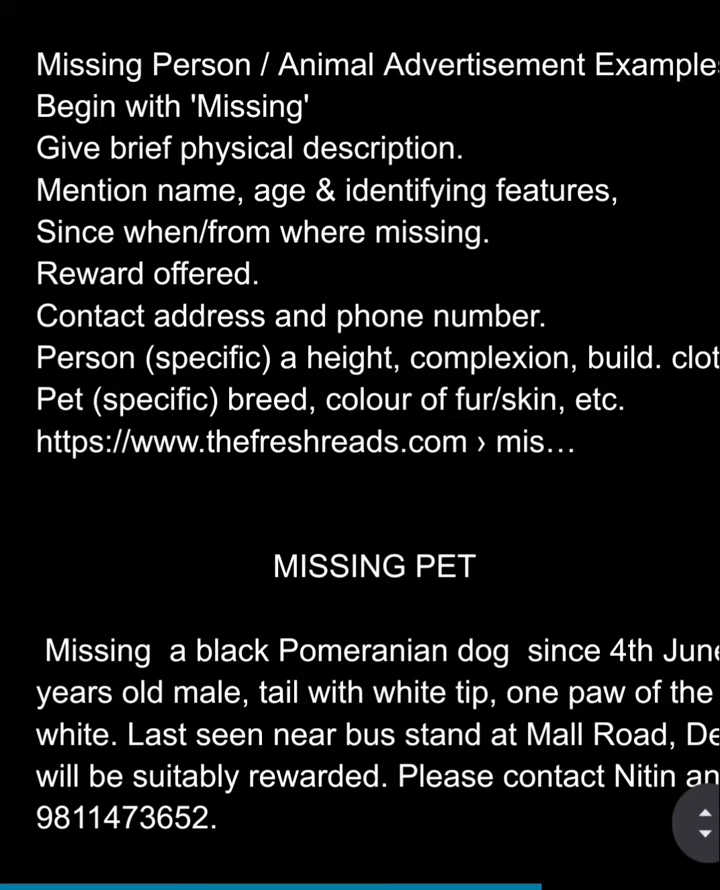 Missing Person / Animal Advertisement Example
Begin with 'Missing'
Give brief physical description.
Mention name, age & identifying features,
Since when/from where missing.
Reward offered.
Contact address and phone number.
Person (specific) a height, complexion, build. clot
Pet (specific) breed, colour of fur/skin, etc.
https://www.thefreshreads.com › mis...
MISSING PET
Missing a black Pomeranian dog since 4th June
years old male, tail with white tip, one paw of the
white. Last seen near bus stand at Mall Road, De
will be suitably rewarded. Please contact Nitin an
9811473652.